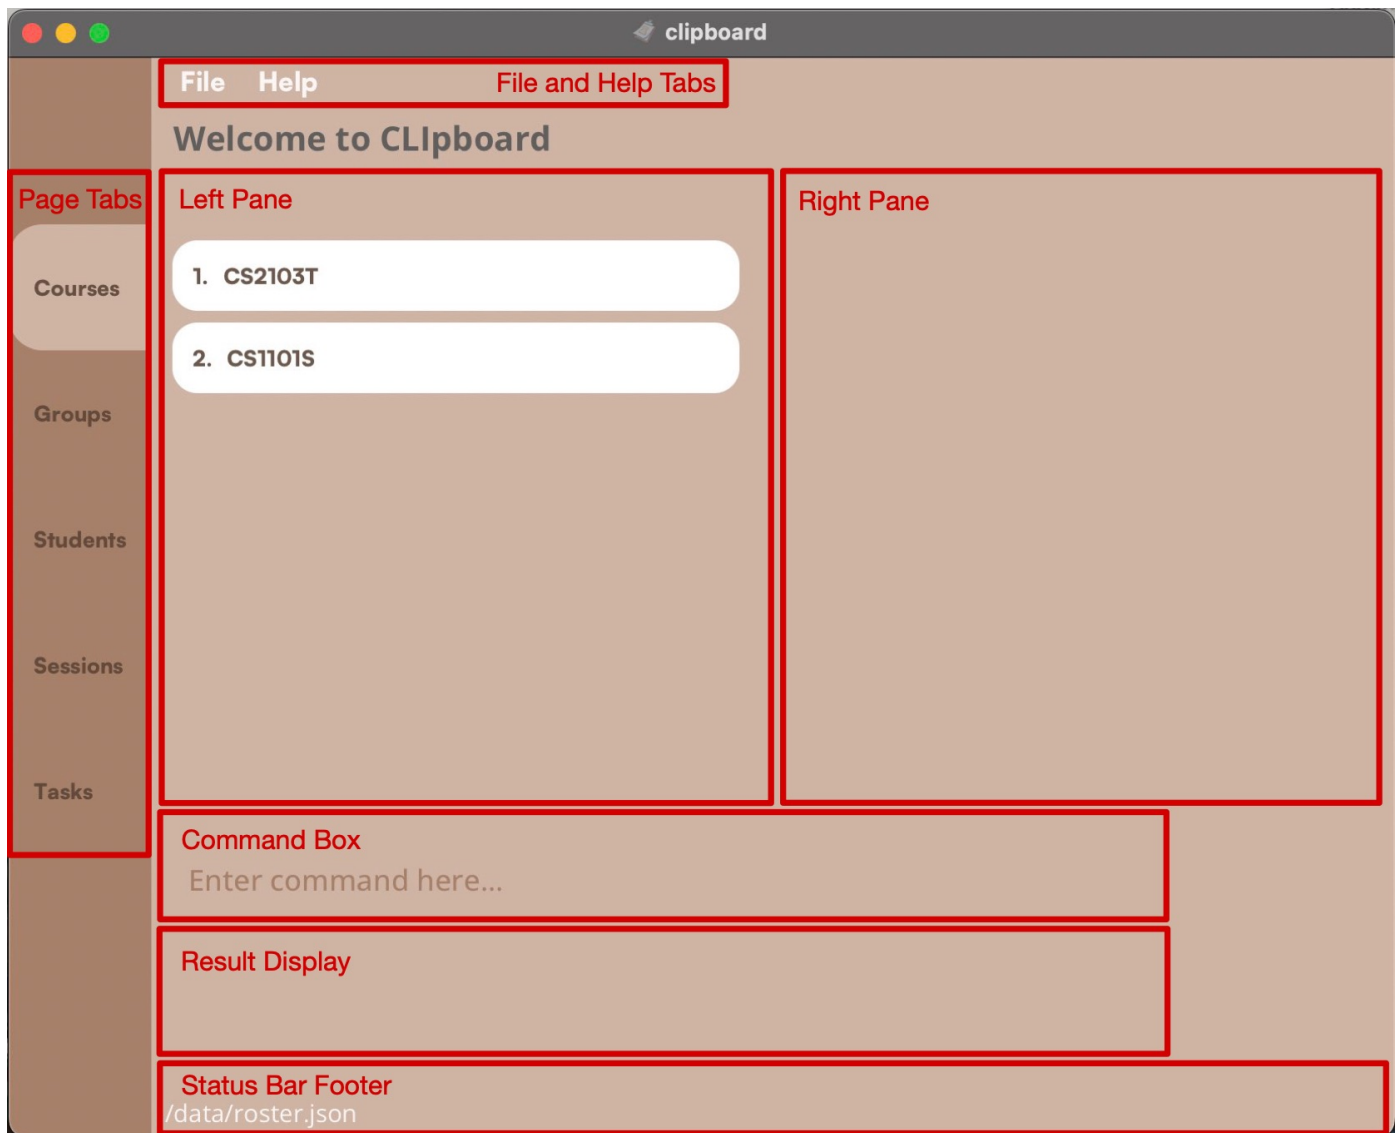 clipboard
File Help File and Help Tabs
Welcome to CLIpboard
Page Tabs
Courses
Groups
Students
Sessions
Tasks
Left Pane
1. CS2103T
2. CS1101S
Right Pane
Command Box
Enter command here...
Result Display
Status Bar Footer
/data/roster.json